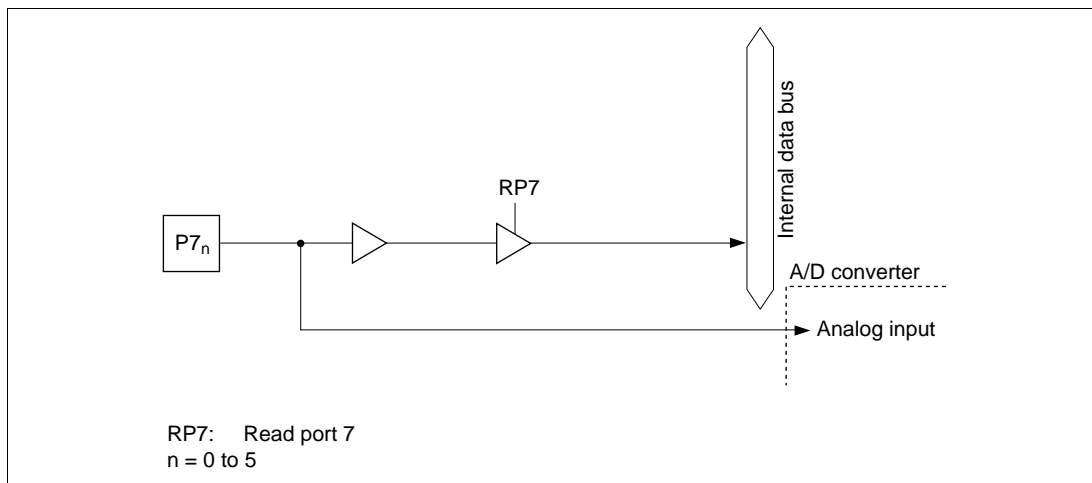 Internal data bus
RP7
P7n
A/D converter
Analog input
RP7: Read port 7
n = 0 to 5